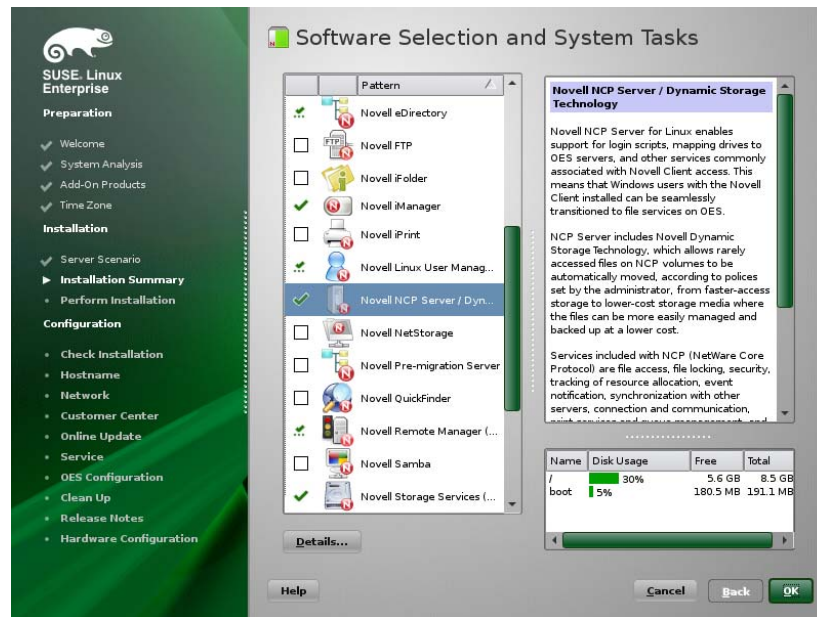 SUSE. Linux
Enterprise
Preparation
Welcome
System Analysis
Add-On Products
Time Zone
Installation
Server Scenario
Installation Summary
Perform Installation
Configuration
Check Installation
Hostname
Network
Customer Center
Online Update
Service
OES Configuration
Clean Up
Release Notes
Hardware Configuration
Software Selection and System Tasks
Pattern
Novell eDirectory
FTP
Novell FTP
Novell iFolder
Novell iManager
Novell iPrint
Novell Linux User Manag...
Novell NCP Server / Dyn...
Novell NetStorage
Novell Pre-migration Server
Novell QuickFinder
Novell Remote Manager (...
Novell Samba
Novell Storage Services (...
Details...
Novell NCP Server / Dynamic Storage
Technology
Novell NCP Server for Linux enables
support for login scripts, mapping drives to
OES servers, and other services commonly
associated with Novell Client access. This
means that Windows users with the Novell
Client installed can be seamlessly
transitioned to file services on OES.
NCP Server includes Novell Dynamic
Storage Technology, which allows rarely
accessed files on NCP volumes to be
automatically moved, according to polices
set by the administrator, from faster-access
storage to lower-cost storage media where
the files can be more easily managed and
backed up at a lower cost.
Services included with NCP (NetWare Core
Protocol) are file access, file locking, security,
tracking of resource allocation, event
notification, synchronization with other
servers, connection and communication,
print services and queue management, and
Name Disk Usage Free Total
/ 30% 5.6 GB 8.5 GB
boot 5% 180.5 MB 191.1 MB
Help
Cancel
Back
OK